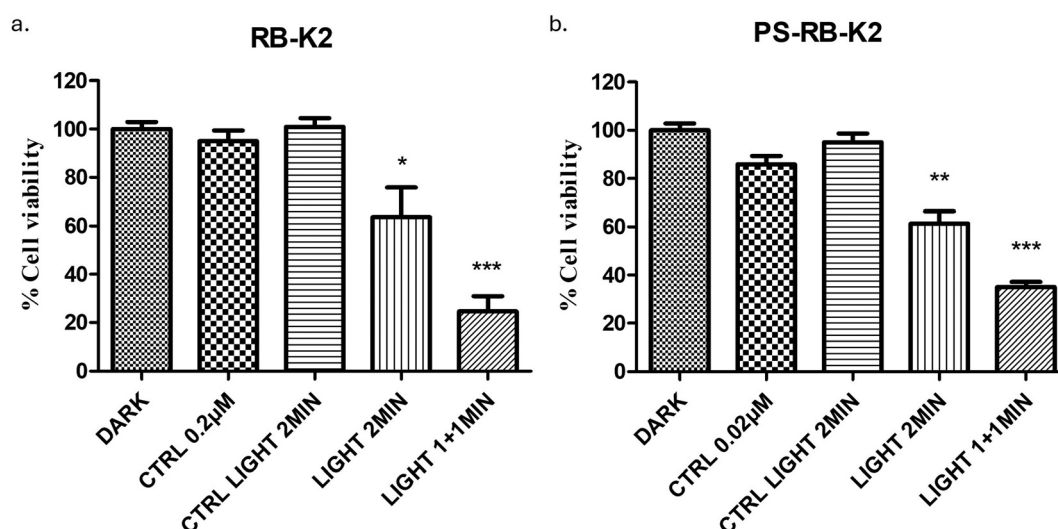 a.
RB-K2
% Cell viability
120
100
80
60
40
20
0
*
***
DARK
CTRL 0.2µM
CTRL LIGHT 2MIN
LIGHT 2MIN
LIGHT 1+1MIN
b.
PS-RB-K2
% Cell viability
120
100
80
60
40
20
0
**
***
DARK
CTRL 0.02µM
CTRL LIGHT 2MIN
LIGHT 2MIN
LIGHT 1+1MIN